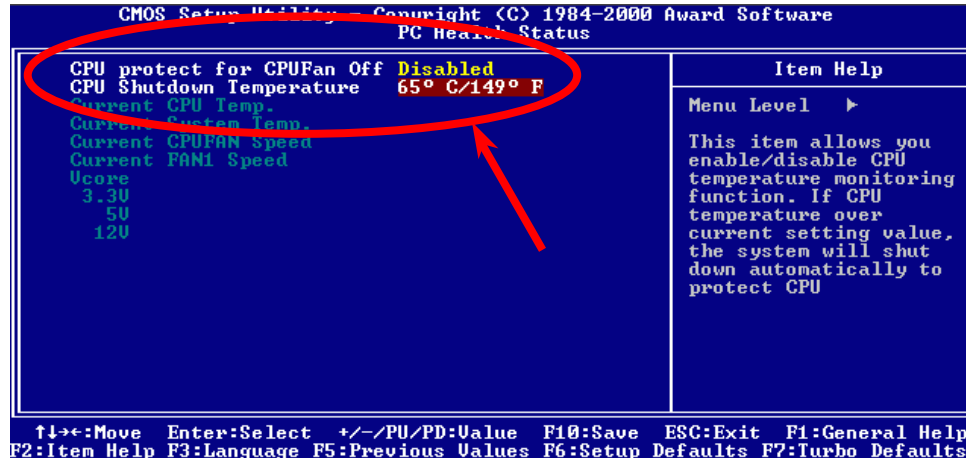 CMOS Setup Utility - Copyright (C) 1984-2000 Award Software
PC Health Status
CPU protect for CPUFan Off Disabled
CPU Shutdown Temperature 65º C/149º F
Current CPU Temp.
Current System Temp.
Current CPUFAN Speed
Current FAN1 Speed
Vcore
3.3V
5V
12V
Item Help
Menu Level ▶
This item allows you
enable/disable CPU
temperature monitoring
function. If CPU
temperature over
current setting value,
the system will shut
down automatically to
protect CPU
↑↓→←:Move Enter:Select +/-/PU/PD:Value F10:Save ESC:Exit F1:General Help
F2:Item Help F3:Language F5:Previous Values F6:Setup Defaults F7:Turbo Defaults